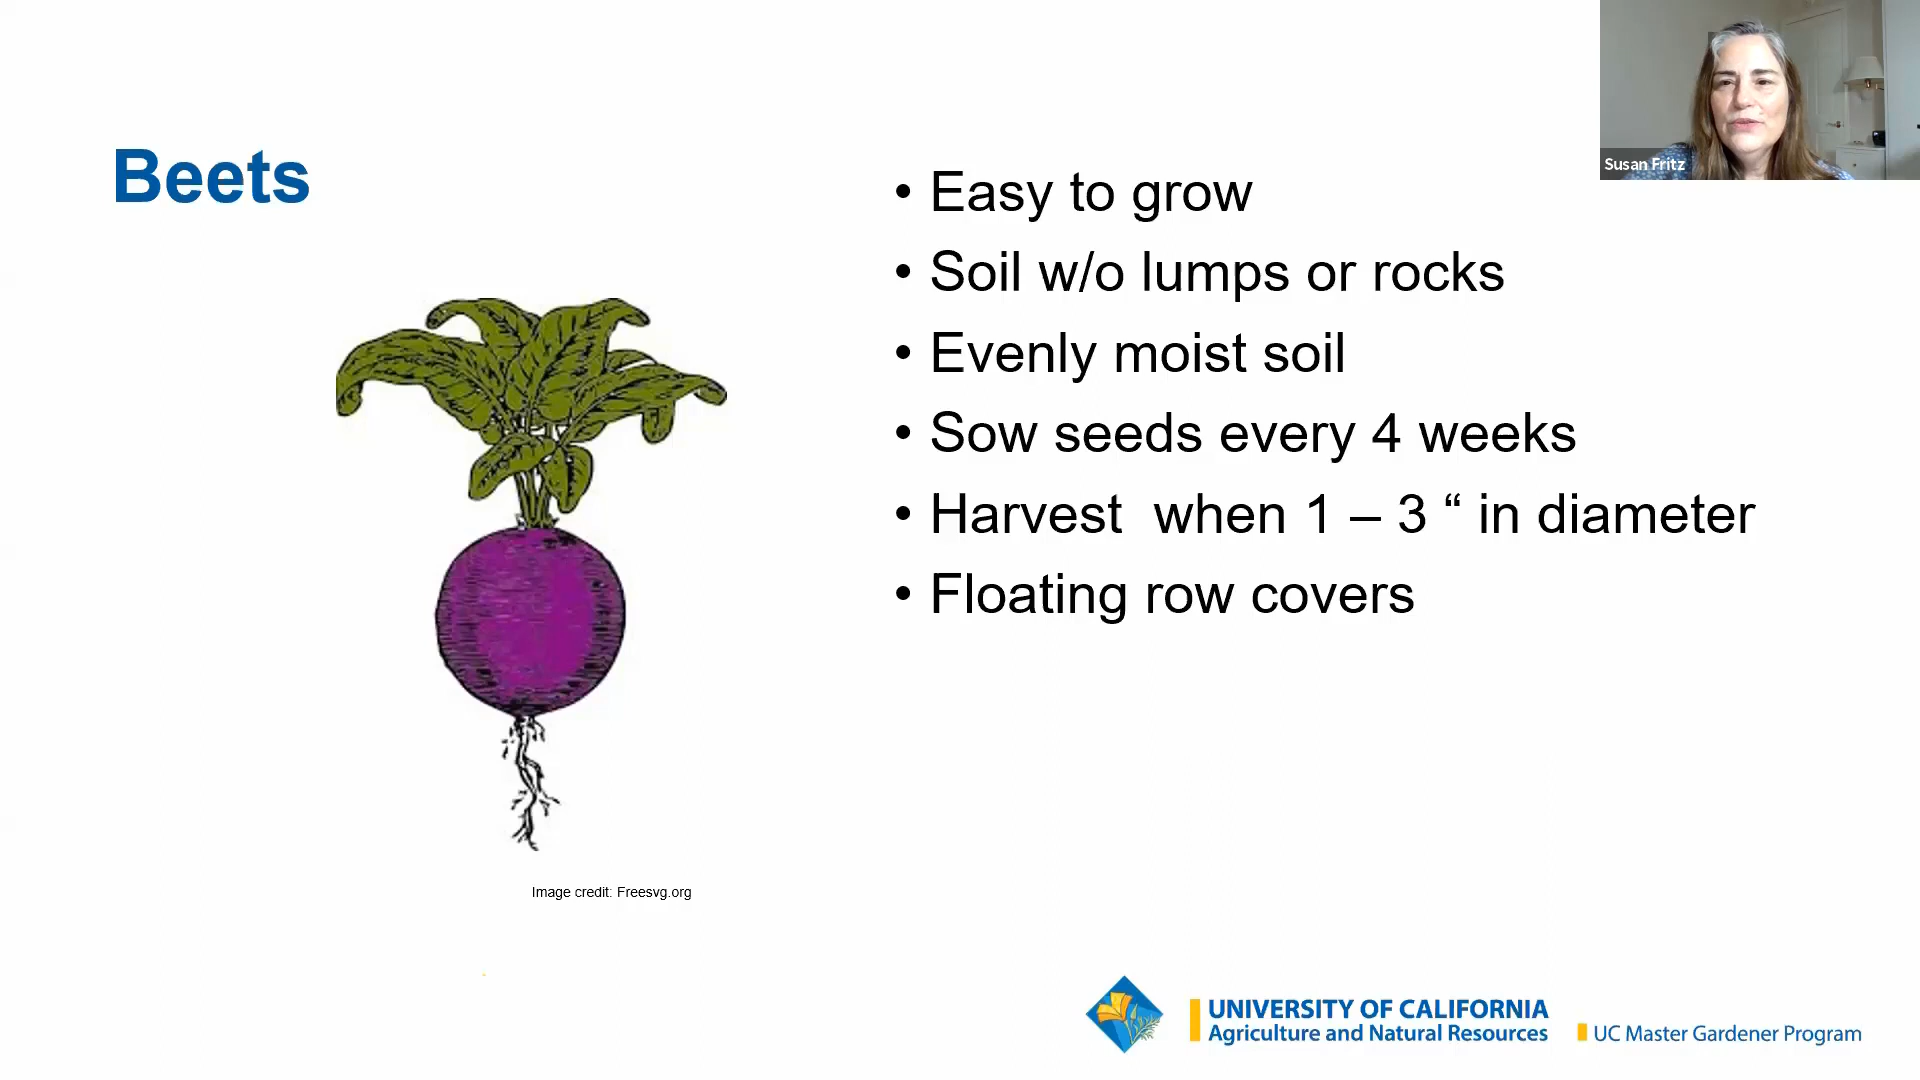 Susan Fritz
Beets
• Easy to grow
• Soil w/o lumps or rocks
• Evenly moist soil
• Sow seeds every 4 weeks
• Harvest  when 1 – 3 “ in diameter
• Floating row covers
Image credit: Freesvg.org
UNIVERSITY OF CALIFORNIA
Agriculture and Natural Resources
UC Master Gardener Program